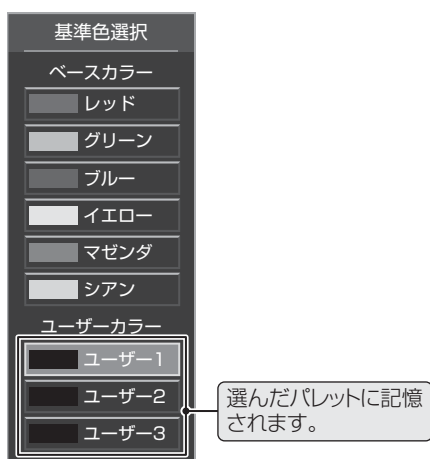 基準色選択
ベースカラー
レッド
グリーン
ブルー
イエロー
マゼンダ
シアン
ユーザーカラー
ユーザー1
ユーザー2
ユーザー3
選んだパレットに記憶
されます。